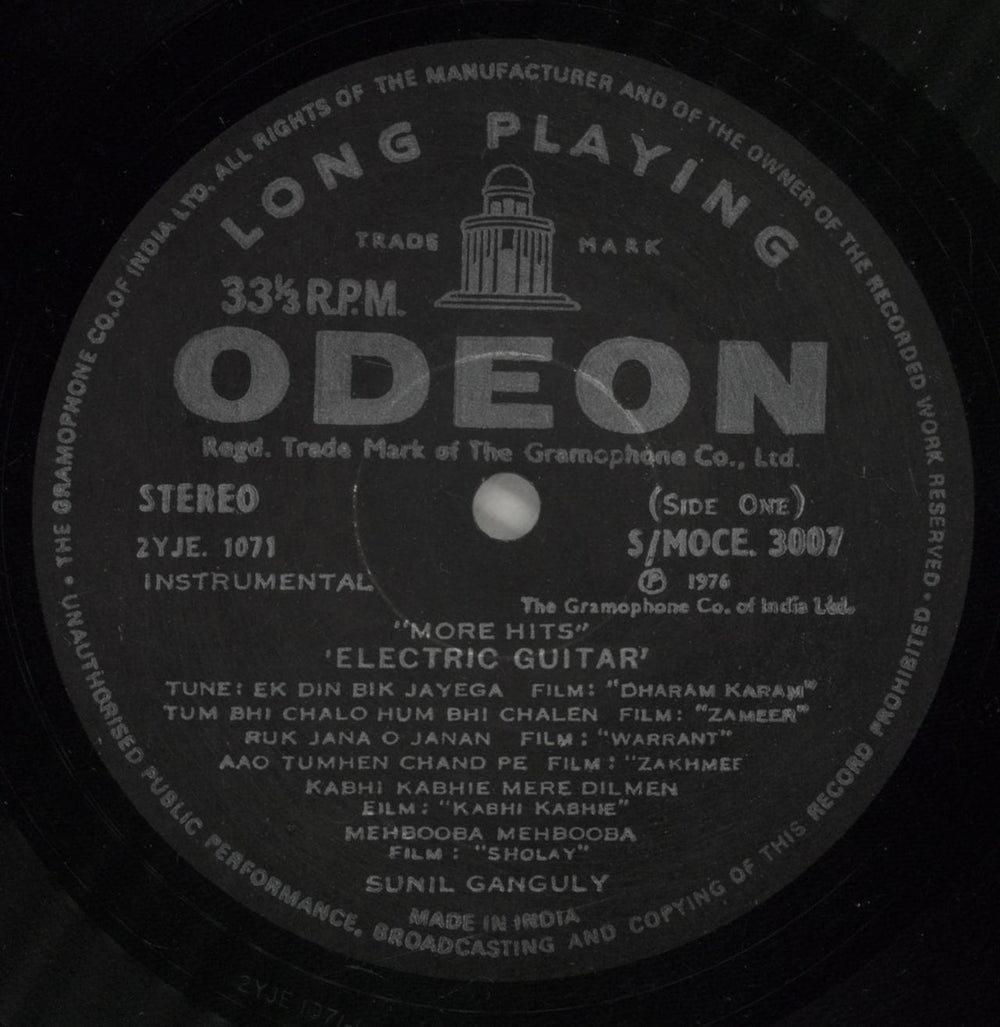 • THE GRAMOPHONE CO. OF INDIA LTD. ALL RIGHTS OF THE MANUFACTURER AND OF THE OWNER OF THE RECORDED WORK RESERVED •
UNAUTHORISED PUBLIC PERFORMANCE, BROADCASTING AND COPYING OF THIS RECORD PROHIBITED
LONG PLAYING
TRADE MARK
33⅓ R.P.M.
ODEON
Regd. Trade Mark of The Gramophone Co., Ltd.
STEREO
(SIDE ONE)
2YJE. 1071
S/MOCE. 3007
INSTRUMENTAL
Ⓟ 1976
The Gramophone Co. of India Ltd.
"MORE HITS"
'ELECTRIC GUITAR'
TUNE: EK DIN BIK JAYEGA FILM: "DHARAM KARAM"
TUM BHI CHALO HUM BHI CHALEN FILM: "ZAMEER"
RUK JANA O JANAN FILM: "WARRANT"
AAO TUMHEN CHAND PE FILM: "ZAKHMEE
KABHI KABHIE MERE DILMEN
FILM: "KABHI KABHIE"
MEHBOOBA MEHBOOBA
FILM: "SHOLAY"
SUNIL GANGULY
MADE IN INDIA
2YJE 1071